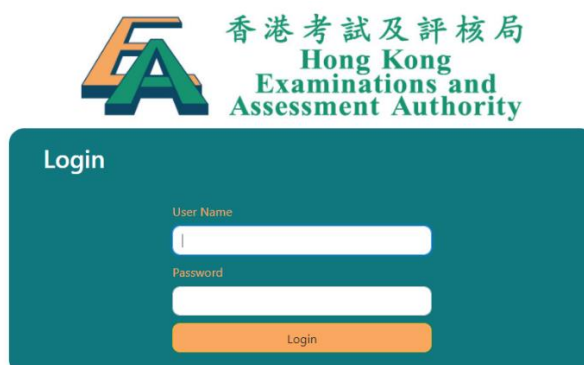 香港考試及評核局
Hong Kong
Examinations and
Assessment Authority
Login
User Name
Password
Login